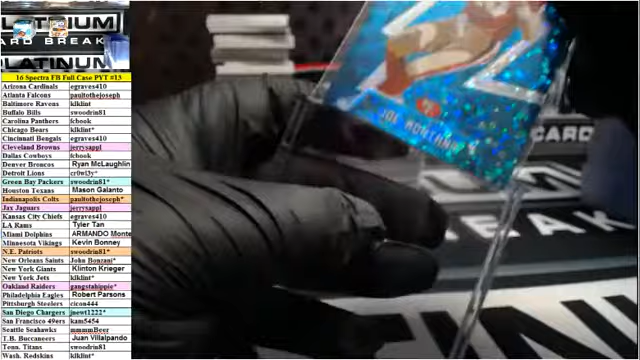 PLATINUM
CARD BREAK
PLATINUM
16 Spectra FB Full Case PYT #13
Arizona Cardinals egraves410
Atlanta Falcons paultothejoseph
Baltimore Ravens klklint
Buffalo Bills swoodrin81
Carolina Panthers fcbook
Chicago Bears klklint*
Cincinnati Bengals egraves410
Cleveland Browns jerrysappl
Dallas Cowboys fcbook
Denver Broncos Ryan McLaughlin
Detroit Lions cr0wl3y*
Green Bay Packers swoodrin81*
Houston Texans Mason Galanto
Indianapolis Colts paultothejoseph*
Jax Jaguars jerrysappl
Kansas City Chiefs egraves410
LA Rams Tyler Tan
Miami Dolphins ARMANDO Monte
Minnesota Vikings Kevin Bonney
N.E. Patriots swoodrin81*
New Orleans Saints John Bonzani*
New York Giants Klinton Krieger
New York Jets klklint*
Oakland Raiders gangstahippie*
Philadelphia Eagles Robert Parsons
Pittsburgh Steelers cicon444
San Diego Chargers jnewt1222*
San Francisco 49ers kam5454
Seattle Seahawks mmmmBeer
T.B. Buccaneers Juan Villalpando
Tenn. Titans swoodrin81
Wash. Redskins klklint*
JOE MONTANA
CARD